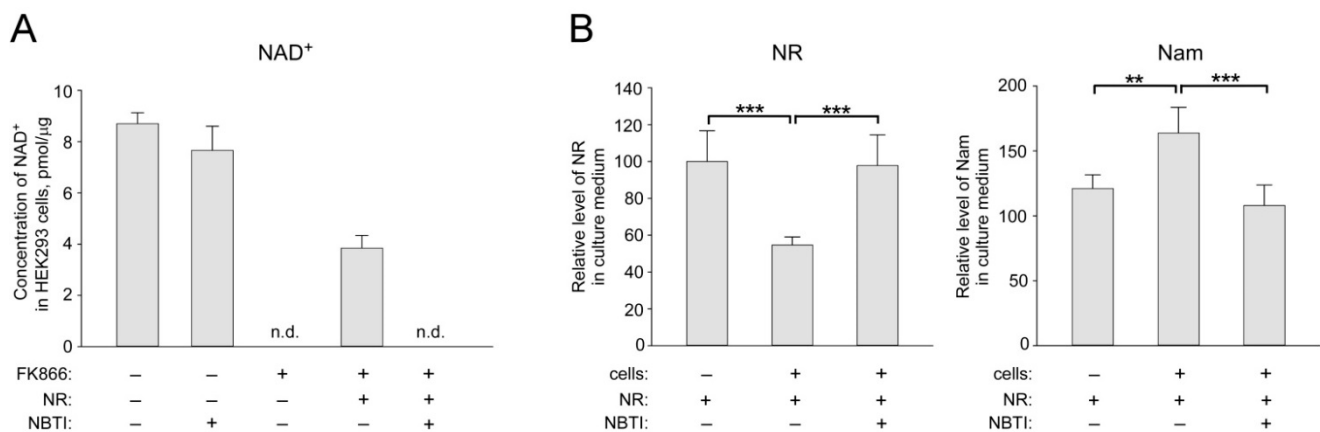 A
NAD+
Concentration of NAD+
in HEK293 cells, pmol/μg
10
8
6
4
2
0
n.d.
n.d.
FK866: – – + + +
NR: – – – + +
NBTI: – + – – +
B
NR
Relative level of NR
in culture medium
140
120
100
80
60
40
20
0
***
***
cells: – + +
NR: + + +
NBTI: – – +
Nam
Relative level of Nam
in culture medium
200
150
100
50
0
**
***
cells: – + +
NR: + + +
NBTI: – – +